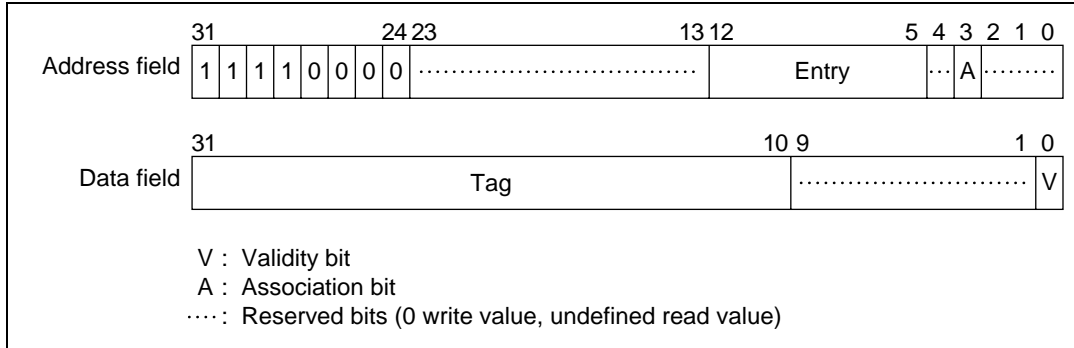 31 24 23 13 12 5 4 3 2 1 0
Address field 1 1 1 1 0 0 0 0 ⋯⋯⋯⋯⋯⋯ Entry ⋯ A ⋯⋯⋯
31 10 9 1 0
Data field Tag ⋯⋯⋯⋯⋯⋯ V
V : Validity bit
A : Association bit
⋯⋯ : Reserved bits (0 write value, undefined read value)